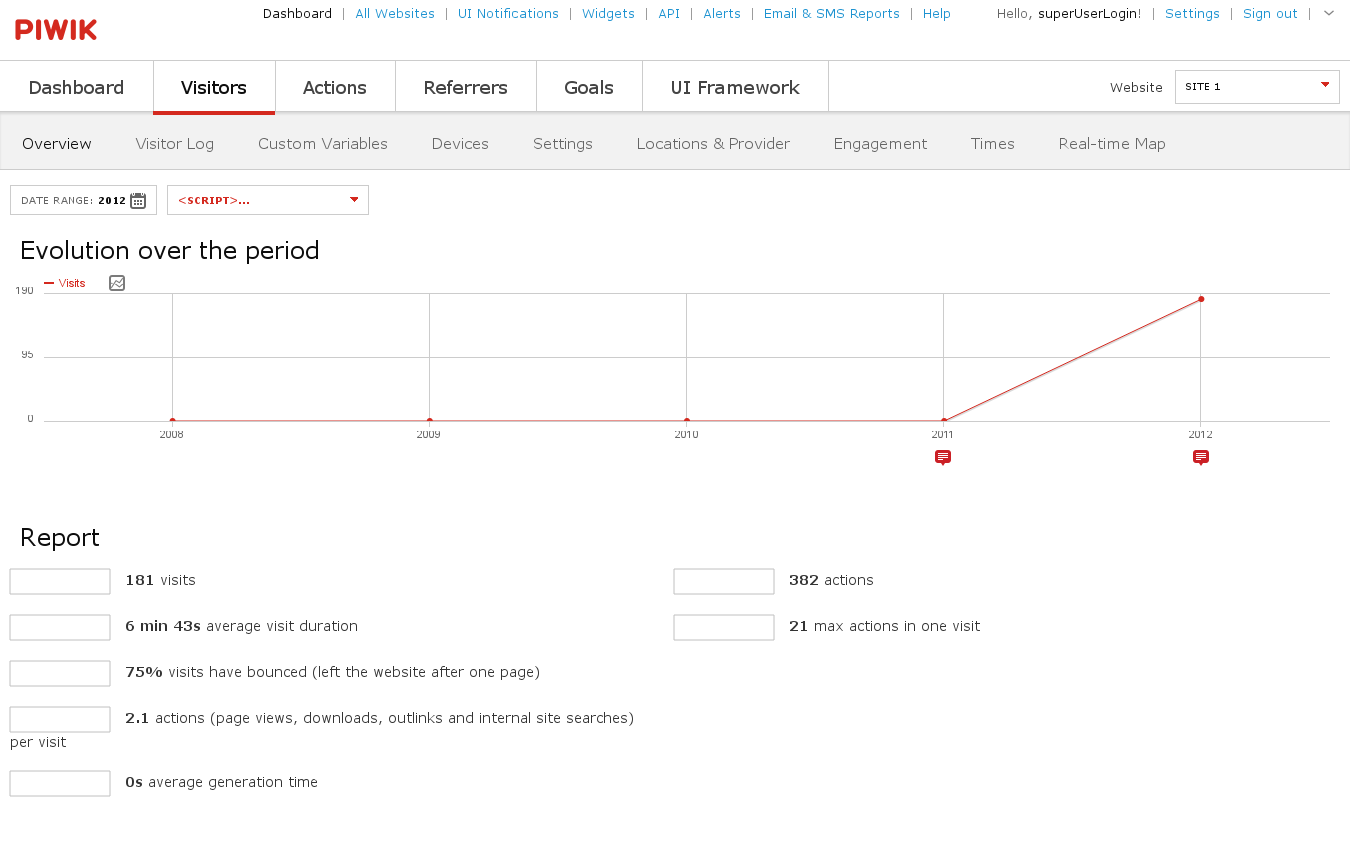 Dashboard | All Websites | UI Notifications | Widgets | API | Alerts | Email & SMS Reports | Help Hello, superUserLogin! | Settings | Sign out |
PIWIK
Dashboard Visitors Actions Referrers Goals UI Framework Website SITE 1
Overview Visitor Log Custom Variables Devices Settings Locations & Provider Engagement Times Real-time Map
DATE RANGE: 2012 <SCRIPT>...
Evolution over the period
Visits
190
95
0
2008 2009 2010 2011 2012
Report
181 visits 382 actions
6 min 43s average visit duration 21 max actions in one visit
75% visits have bounced (left the website after one page)
2.1 actions (page views, downloads, outlinks and internal site searches)
per visit
0s average generation time